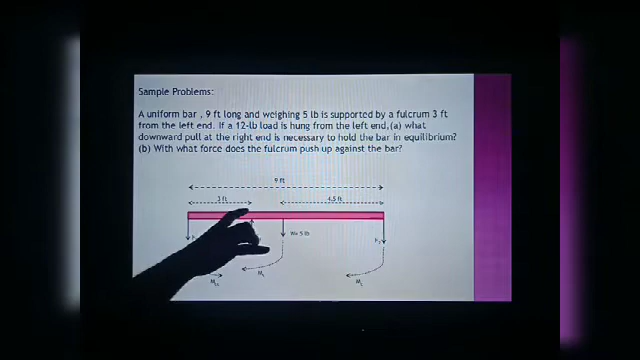 Sample Problems:
A uniform bar , 9 ft long and weighing 5 lb is supported by a fulcrum 3 ft
from the left end. If a 12-lb load is hung from the left end,(a) what
downward pull at the right end is necessary to hold the bar in equilibrium?
(b) With what force does the fulcrum push up against the bar?
9 ft
3 ft 4.5 ft
W= 5 lb